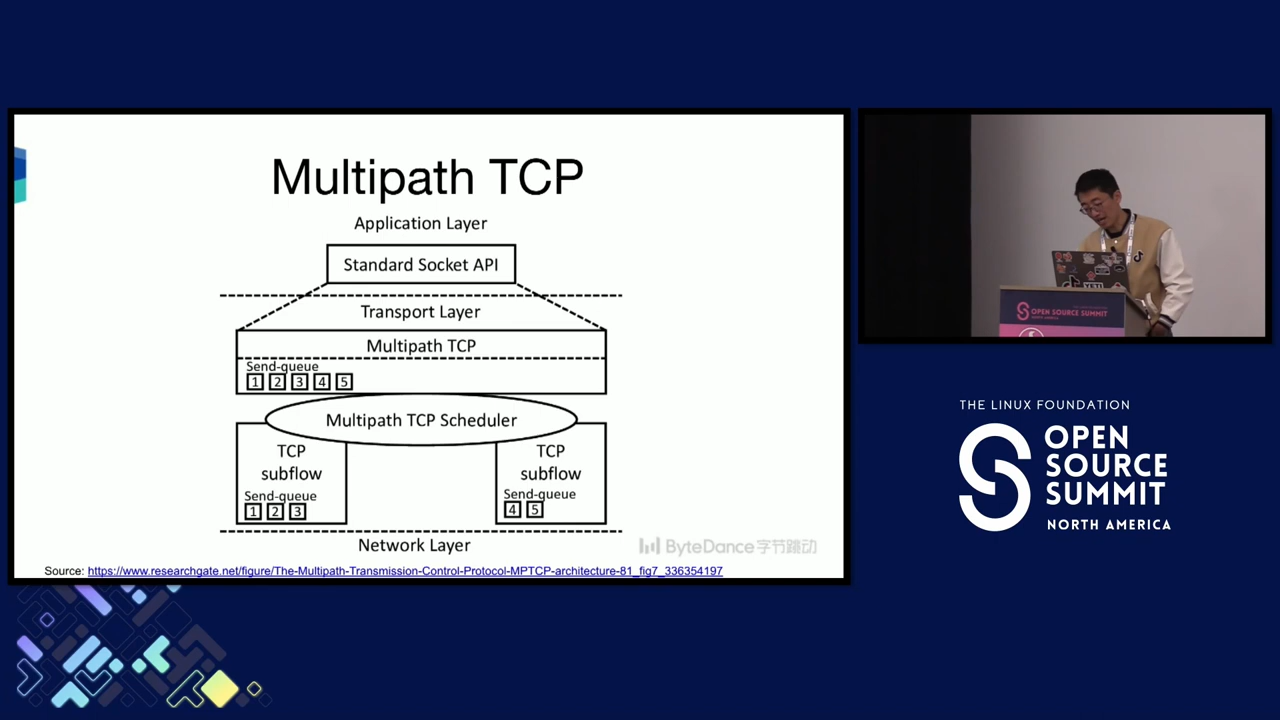 Multipath TCP
Application Layer
Standard Socket API
Transport Layer
Multipath TCP
Send-queue
1 2 3 4 5
Multipath TCP Scheduler
TCP
subflow
Send-queue
1 2 3
TCP
subflow
Send-queue
4 5
Network Layer
ByteDance字节跳动
Source: https://www.researchgate.net/figure/The-Multipath-Transmission-Control-Protocol-MPTCP-architecture-81_fig7_336354197
YETI
OPEN SOURCE SUMMIT
NORTH AMERICA
THE LINUX FOUNDATION
OPEN
SOURCE
SUMMIT
NORTH AMERICA